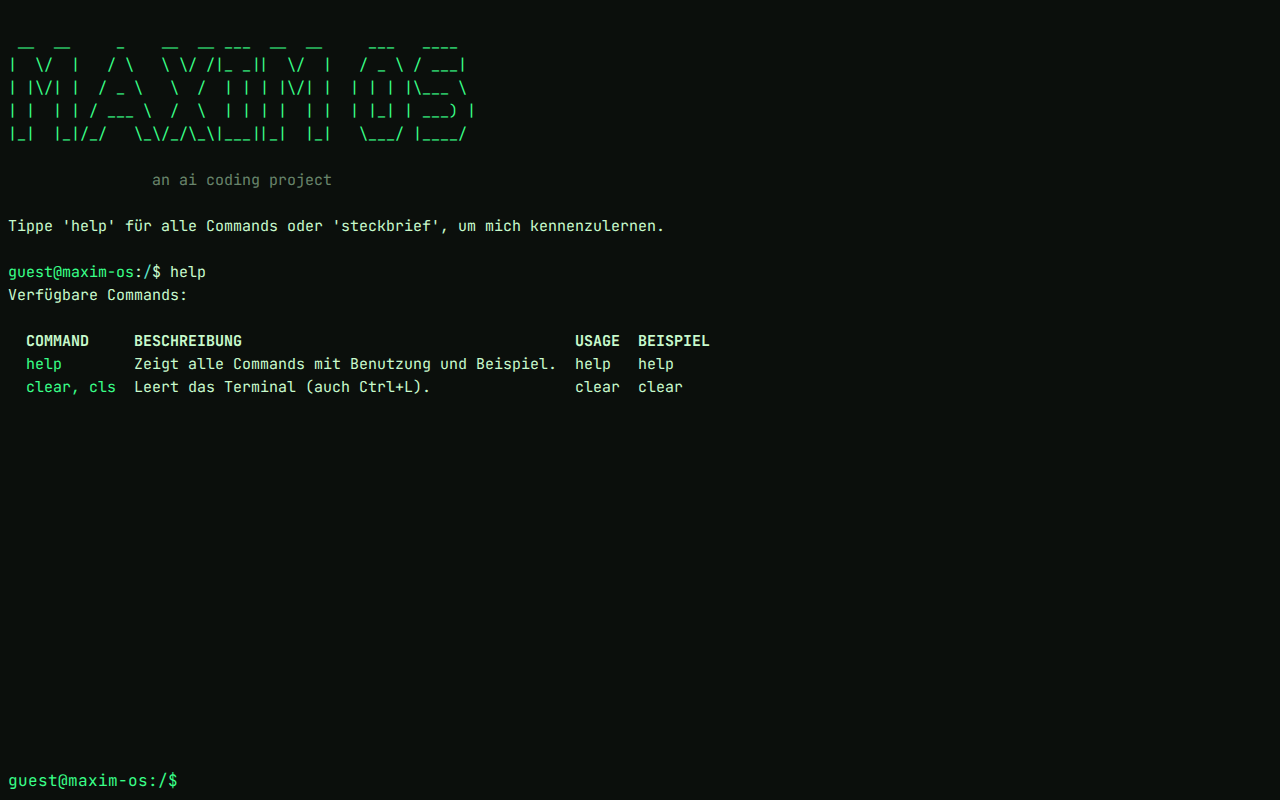 MAXIM OS
an ai coding project
Tippe 'help' für alle Commands oder 'steckbrief', um mich kennenzulernen.
guest@maxim-os:/$ help
Verfügbare Commands:
COMMAND BESCHREIBUNG USAGE BEISPIEL
help Zeigt alle Commands mit Benutzung und Beispiel. help help
clear, cls Leert das Terminal (auch Ctrl+L). clear clear
guest@maxim-os:/$